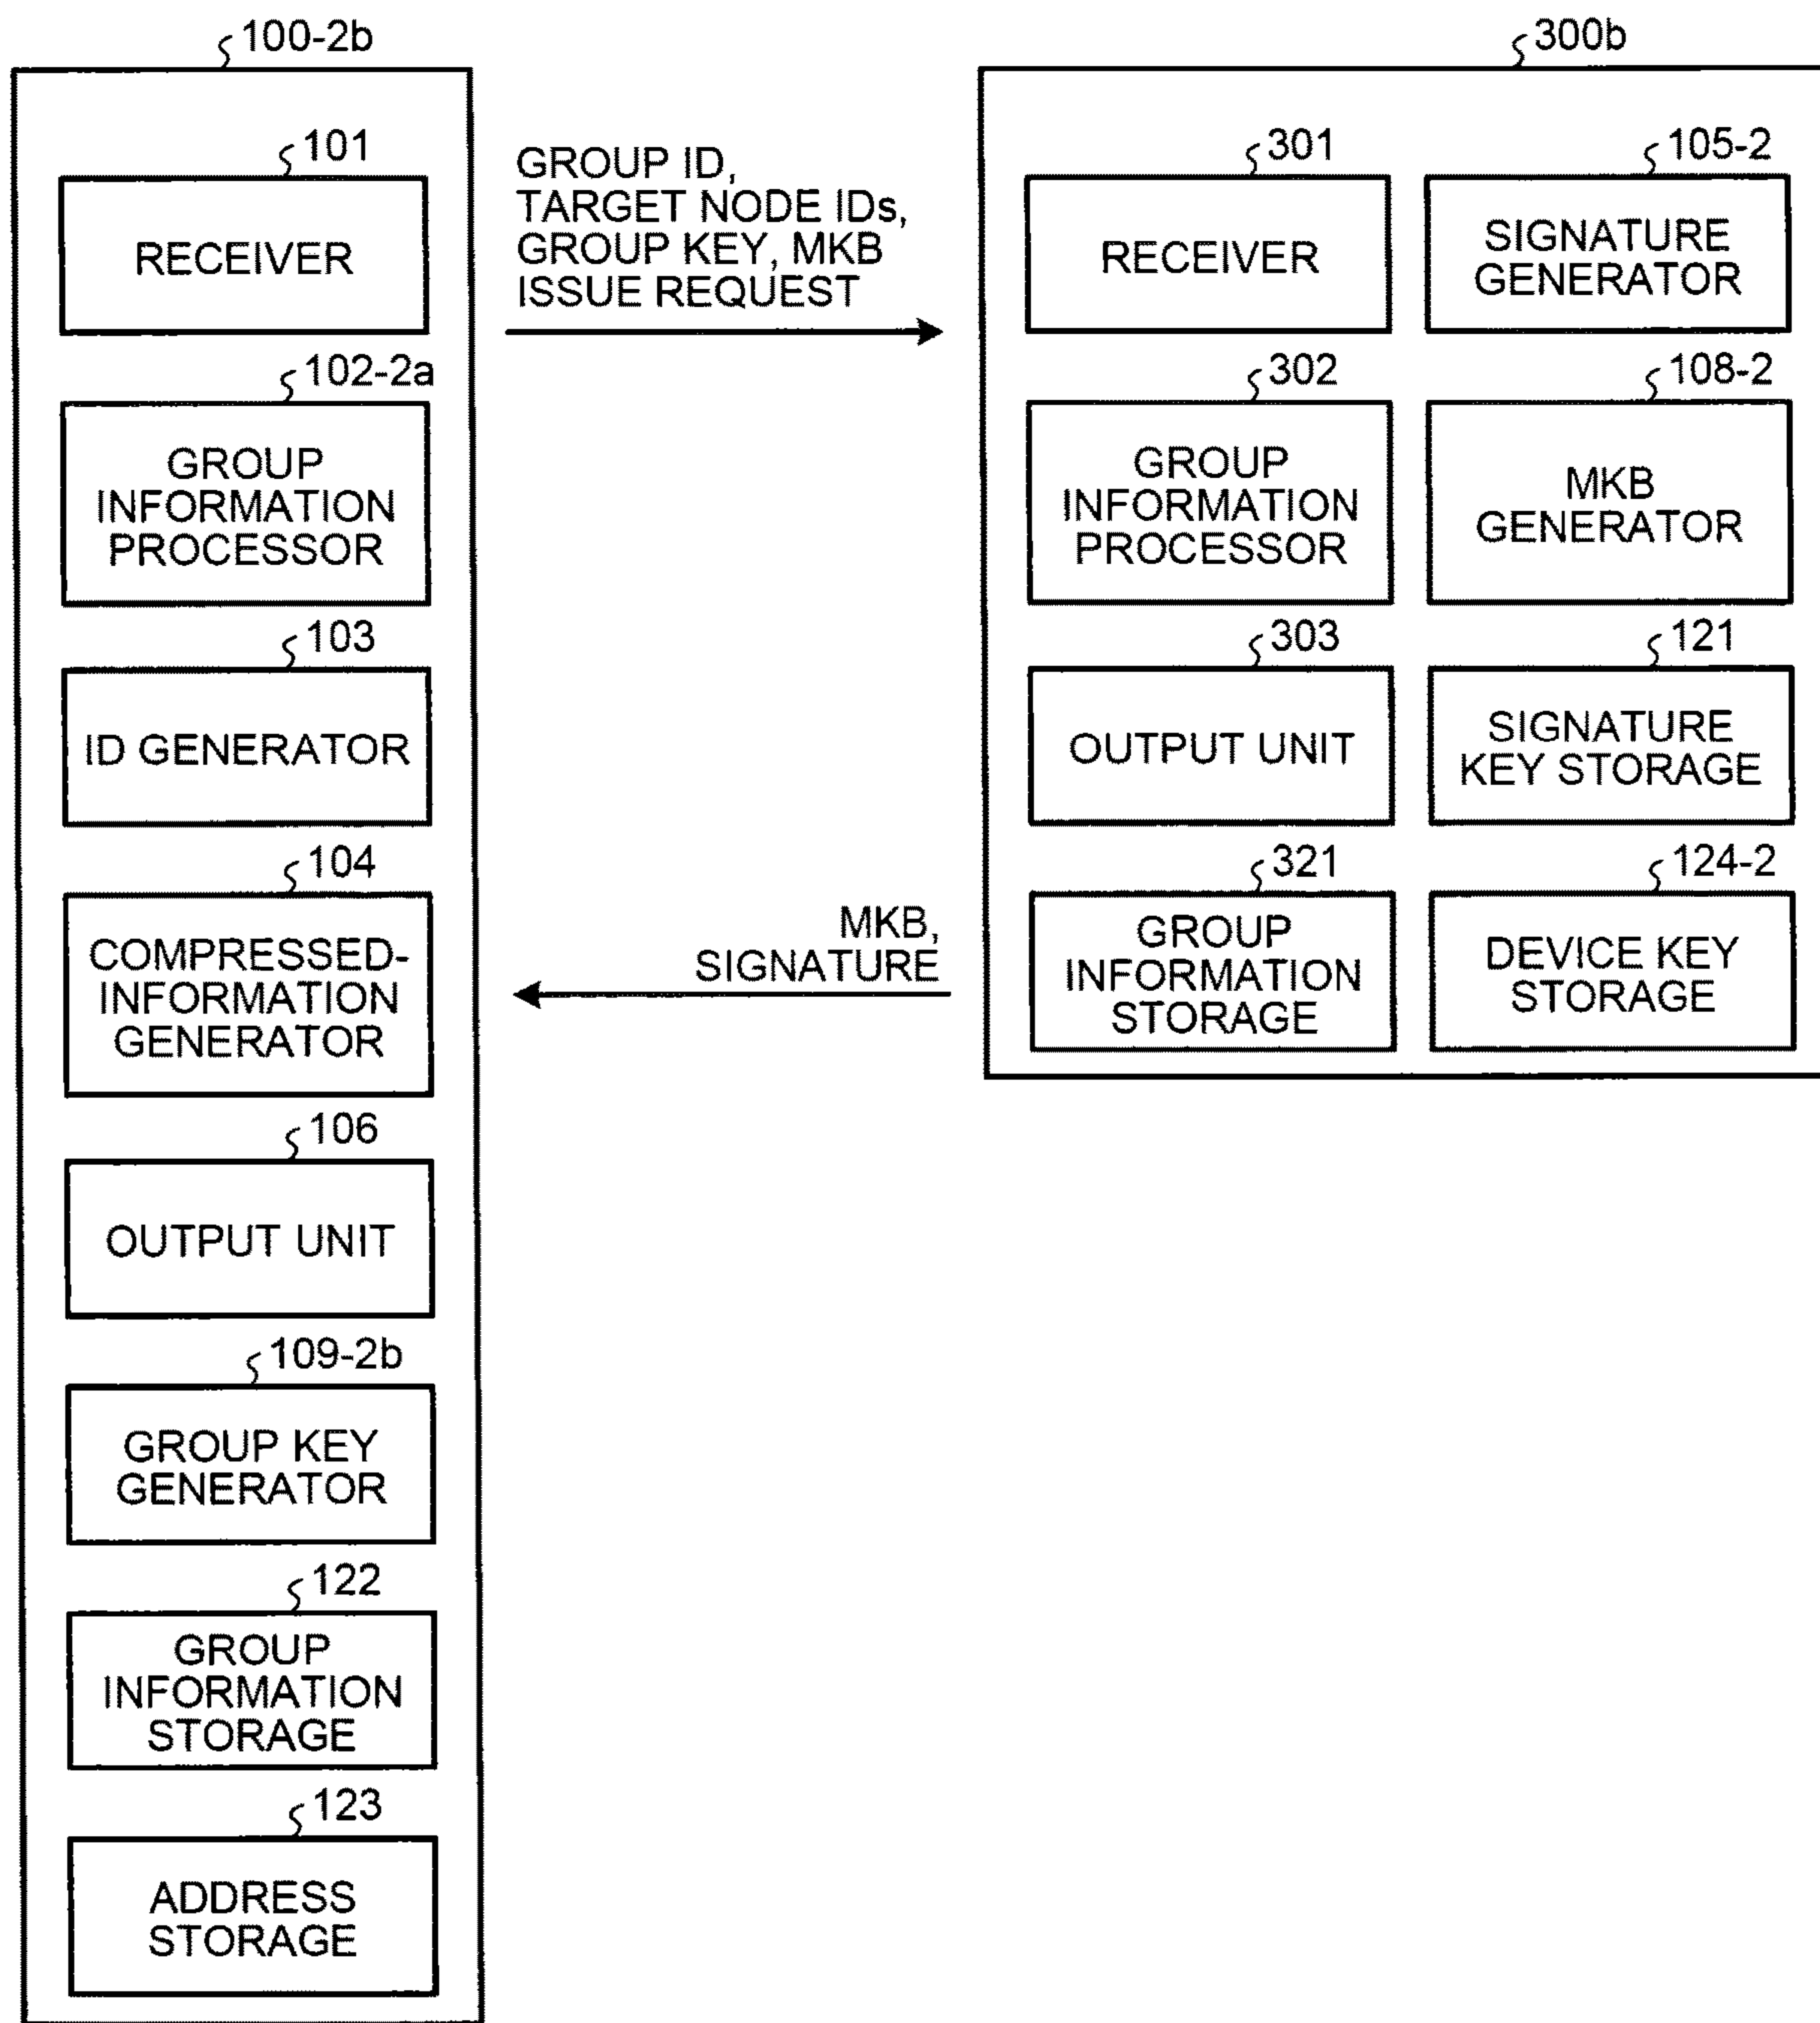 100-2b
101
RECEIVER
102-2a
GROUP
INFORMATION
PROCESSOR
103
ID GENERATOR
104
COMPRESSED-
INFORMATION
GENERATOR
106
OUTPUT UNIT
109-2b
GROUP KEY
GENERATOR
122
GROUP
INFORMATION
STORAGE
123
ADDRESS
STORAGE
GROUP ID,
TARGET NODE IDs,
GROUP KEY, MKB
ISSUE REQUEST
MKB,
SIGNATURE
300b
301
RECEIVER
105-2
SIGNATURE
GENERATOR
302
GROUP
INFORMATION
PROCESSOR
108-2
MKB
GENERATOR
303
OUTPUT UNIT
121
SIGNATURE
KEY STORAGE
321
GROUP
INFORMATION
STORAGE
124-2
DEVICE KEY
STORAGE